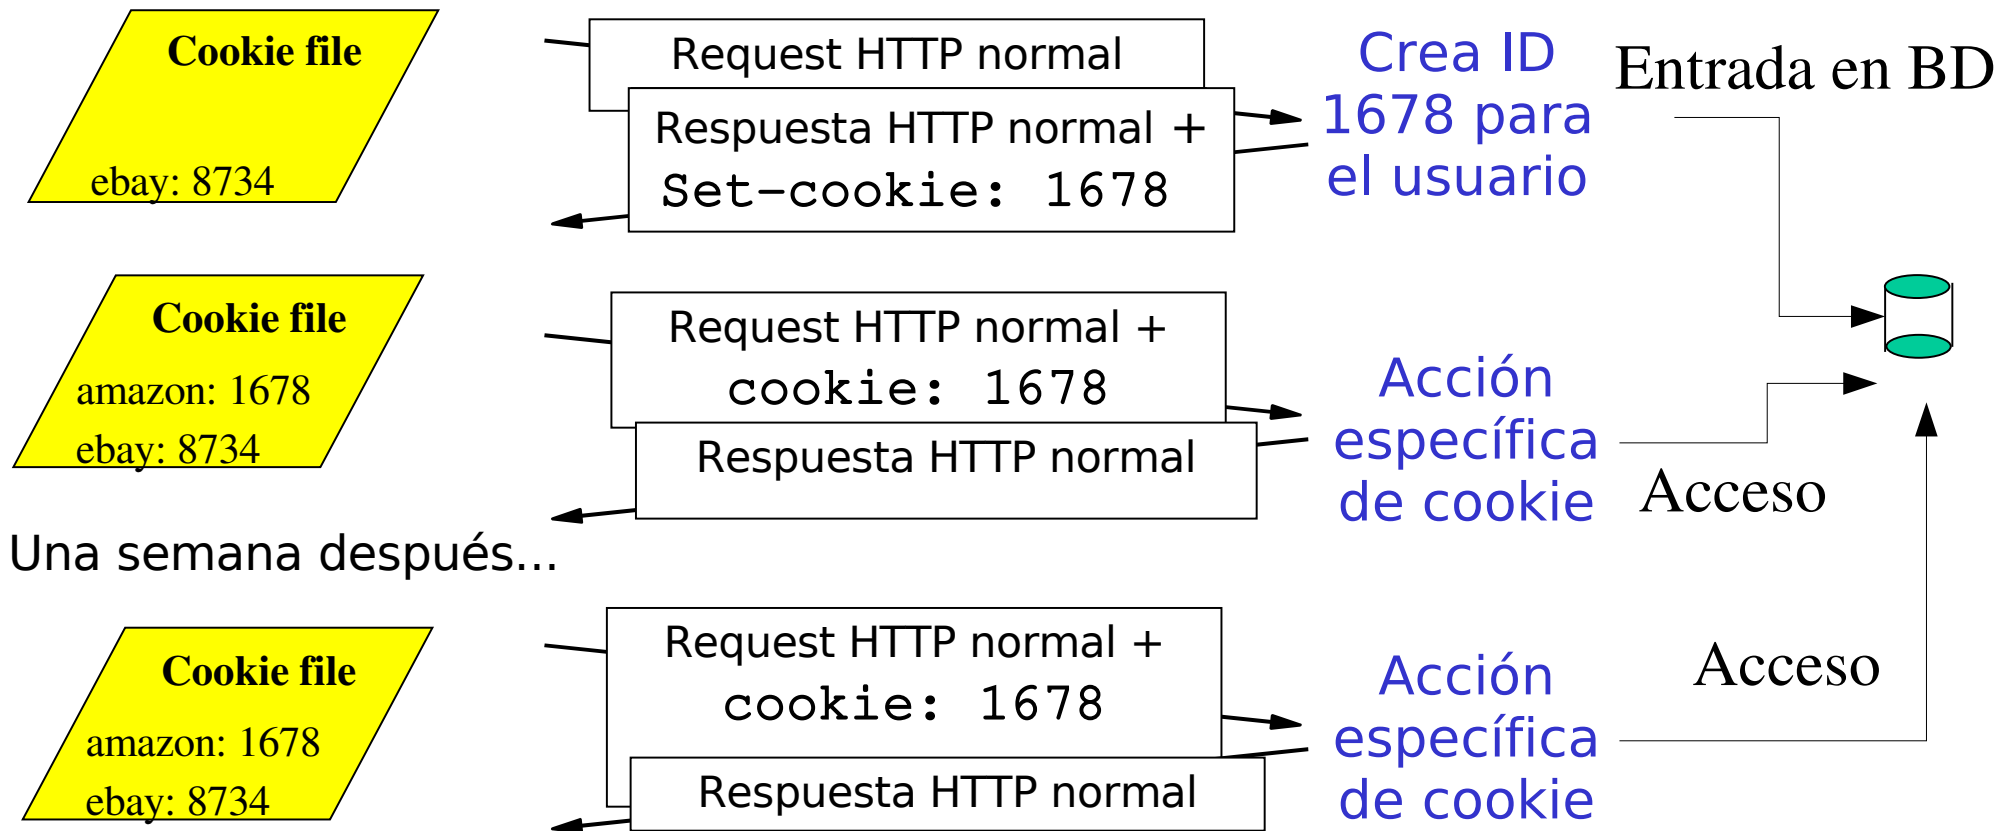 Cookie file
ebay: 8734
Request HTTP normal
Respuesta HTTP normal +
Set-cookie: 1678
Crea ID
1678 para
el usuario
Entrada en BD
Cookie file
amazon: 1678
ebay: 8734
Request HTTP normal +
cookie: 1678
Respuesta HTTP normal
Acción
específica
de cookie
Acceso
Una semana después...
Cookie file
amazon: 1678
ebay: 8734
Request HTTP normal +
cookie: 1678
Respuesta HTTP normal
Acción
específica
de cookie
Acceso